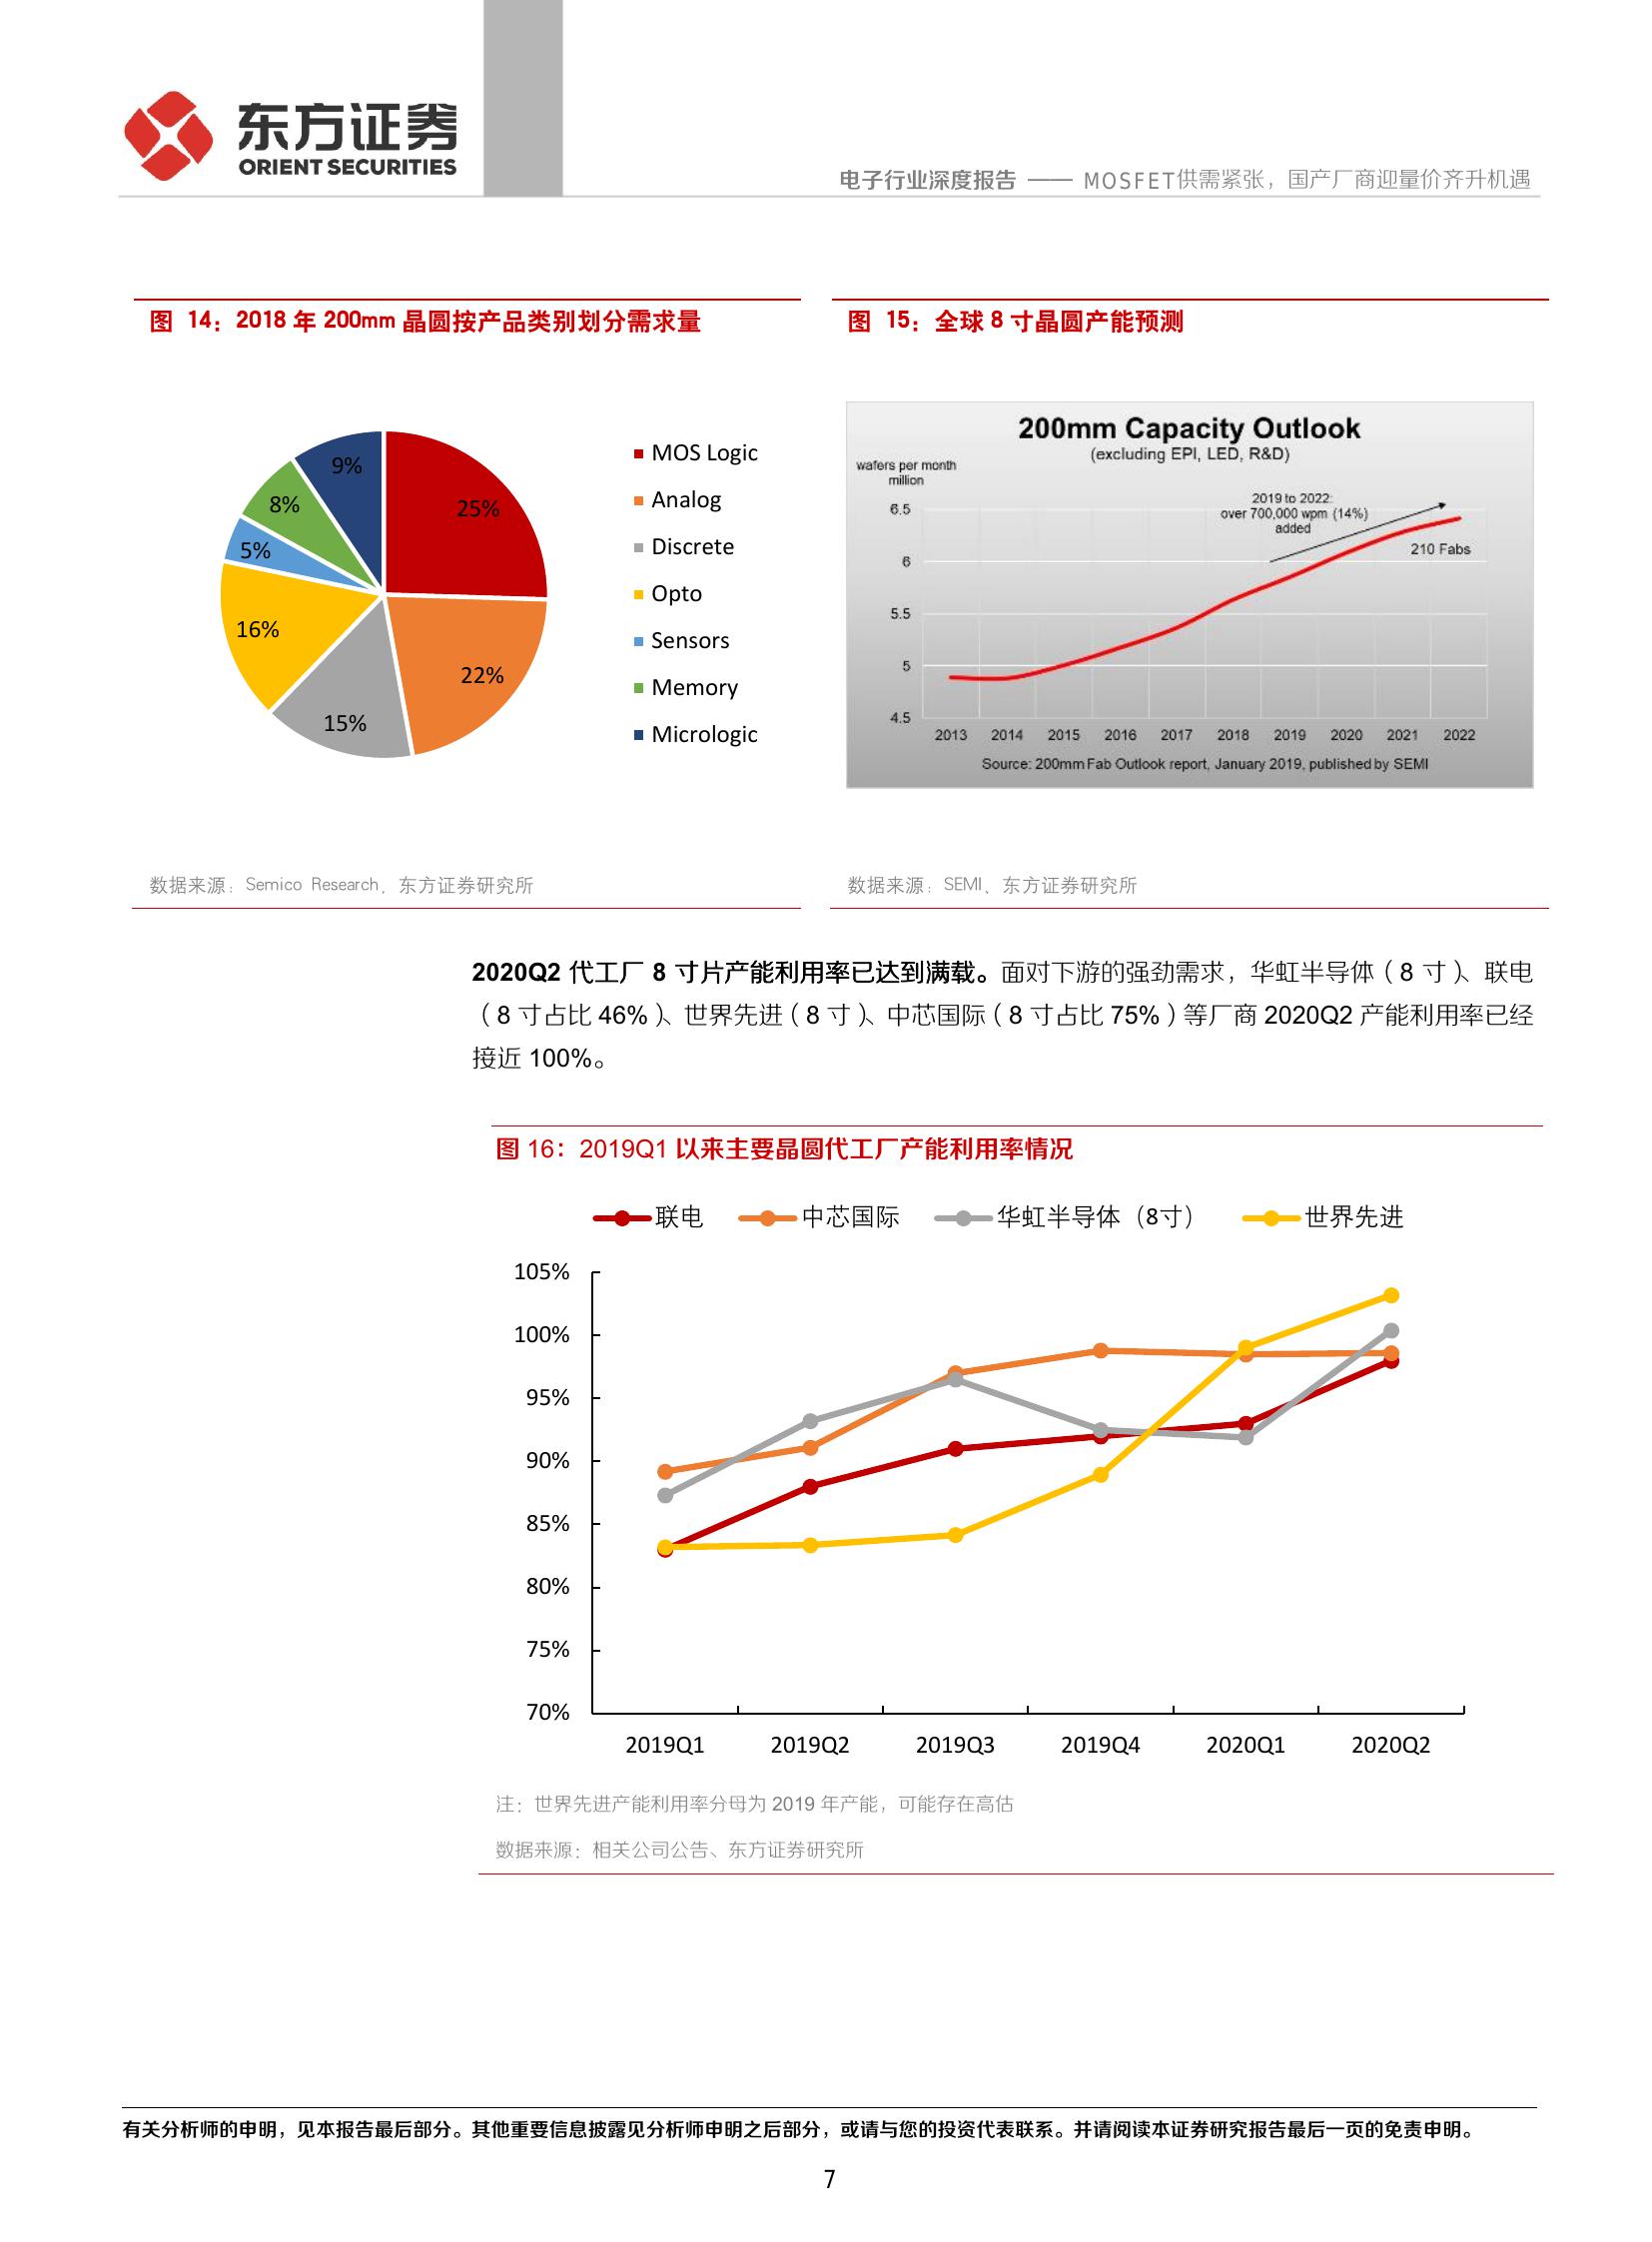 东方证券
ORIENT SECURITIES
电子行业深度报告 —— MOSFET供需紧张，国产厂商迎量价齐升机遇
图 14：2018 年 200mm 晶圆按产品类别划分需求量
25%
22%
15%
16%
5%
8%
9%
MOS Logic
Analog
Discrete
Opto
Sensors
Memory
Micrologic
数据来源：Semico Research、东方证券研究所
图 15：全球 8 寸晶圆产能预测
200mm Capacity Outlook
(excluding EPI, LED, R&D)
wafers per month
million
2019 to 2022:
over 700,000 wpm (14%)
added
210 Fabs
6.5
6
5.5
5
4.5
2013 2014 2015 2016 2017 2018 2019 2020 2021 2022
Source: 200mm Fab Outlook report, January 2019, published by SEMI
数据来源：SEMI、东方证券研究所
2020Q2 代工厂 8 寸片产能利用率已达到满载。面对下游的强劲需求，华虹半导体（8 寸）、联电
（8 寸占比 46%）、世界先进（8 寸）、中芯国际（8 寸占比 75%）等厂商 2020Q2 产能利用率已经
接近 100%。
图 16：2019Q1 以来主要晶圆代工厂产能利用率情况
联电 中芯国际 华虹半导体（8寸） 世界先进
105%
100%
95%
90%
85%
80%
75%
70%
2019Q1 2019Q2 2019Q3 2019Q4 2020Q1 2020Q2
注：世界先进产能利用率分母为 2019 年产能，可能存在高估
数据来源：相关公司公告、东方证券研究所
有关分析师的申明，见本报告最后部分。其他重要信息披露见分析师申明之后部分，或请与您的投资代表联系。并请阅读本证券研究报告最后一页的免责申明。
7